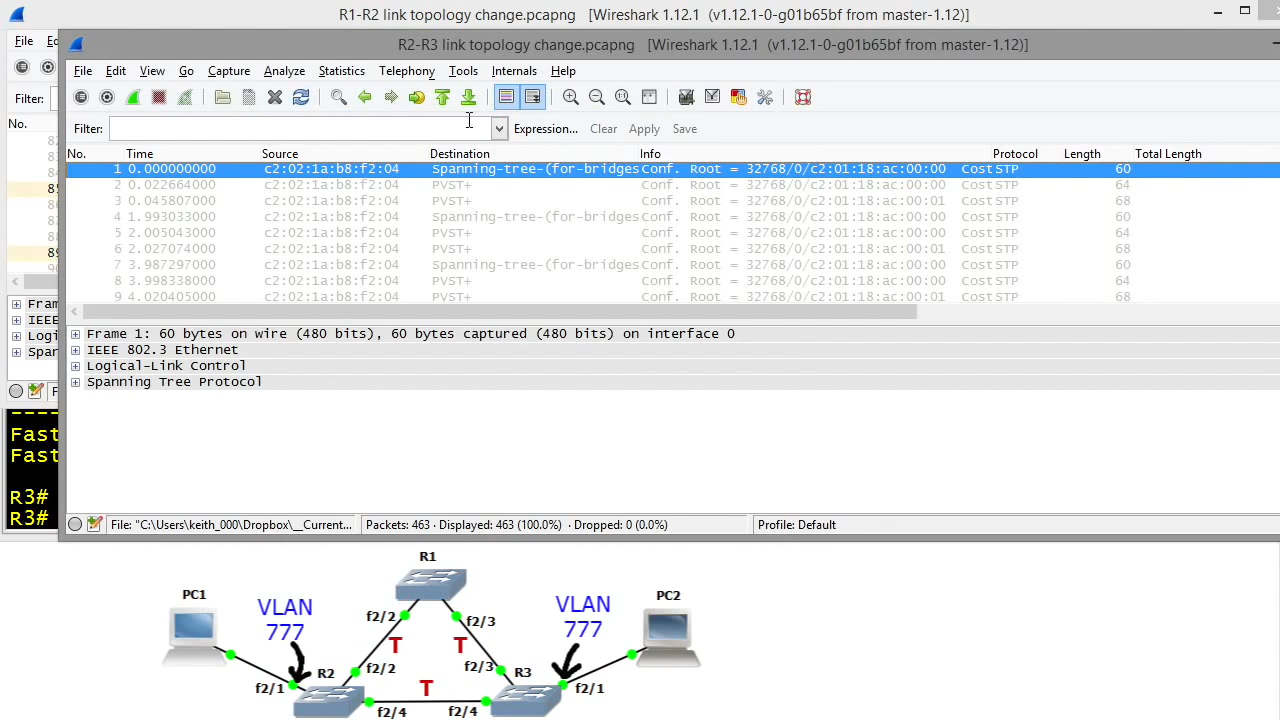 R1-R2 link topology change.pcapng [Wireshark 1.12.1 (v1.12.1-0-g01b65bf from master-1.12)]
File
R2-R3 link topology change.pcapng [Wireshark 1.12.1 (v1.12.1-0-g01b65bf from master-1.12)]
File Edit View Go Capture Analyze Statistics Telephony Tools Internals Help
Filter:
Filter: Expression... Clear Apply Save
No.
No. Time Source Destination Info Protocol Length Total Length
1 0.000000000 c2:02:1a:b8:f2:04 Spanning-tree-(for-bridges Conf. Root = 32768/0/c2:01:18:ac:00:00 Cost STP 60
2 0.022664000 c2:02:1a:b8:f2:04 PVST+ Conf. Root = 32768/0/c2:01:18:ac:00:00 Cost STP 64
3 0.045807000 c2:02:1a:b8:f2:04 PVST+ Conf. Root = 32768/0/c2:01:18:ac:00:01 Cost STP 68
4 1.993033000 c2:02:1a:b8:f2:04 Spanning-tree-(for-bridges Conf. Root = 32768/0/c2:01:18:ac:00:00 Cost STP 60
5 2.005043000 c2:02:1a:b8:f2:04 PVST+ Conf. Root = 32768/0/c2:01:18:ac:00:00 Cost STP 64
6 2.027074000 c2:02:1a:b8:f2:04 PVST+ Conf. Root = 32768/0/c2:01:18:ac:00:01 Cost STP 68
7 3.987297000 c2:02:1a:b8:f2:04 Spanning-tree-(for-bridges Conf. Root = 32768/0/c2:01:18:ac:00:00 Cost STP 60
8 3.998338000 c2:02:1a:b8:f2:04 PVST+ Conf. Root = 32768/0/c2:01:18:ac:00:00 Cost STP 64
9 4.020405000 c2:02:1a:b8:f2:04 PVST+ Conf. Root = 32768/0/c2:01:18:ac:00:01 Cost STP 68
Fram
IEEE
Logi
Span
Frame 1: 60 bytes on wire (480 bits), 60 bytes captured (480 bits) on interface 0
IEEE 802.3 Ethernet
Logical-Link Control
Spanning Tree Protocol
Fast
Fast
R3#
R3#
File: "C:\Users\keith_000\Dropbox\__Current... Packets: 463 · Displayed: 463 (100.0%) · Dropped: 0 (0.0%) Profile: Default
R1
PC1
VLAN
777
VLAN
777
PC2
f2/2
f2/3
T
T
f2/2
f2/3
R2
R3
f2/1
T
f2/1
f2/4
f2/4